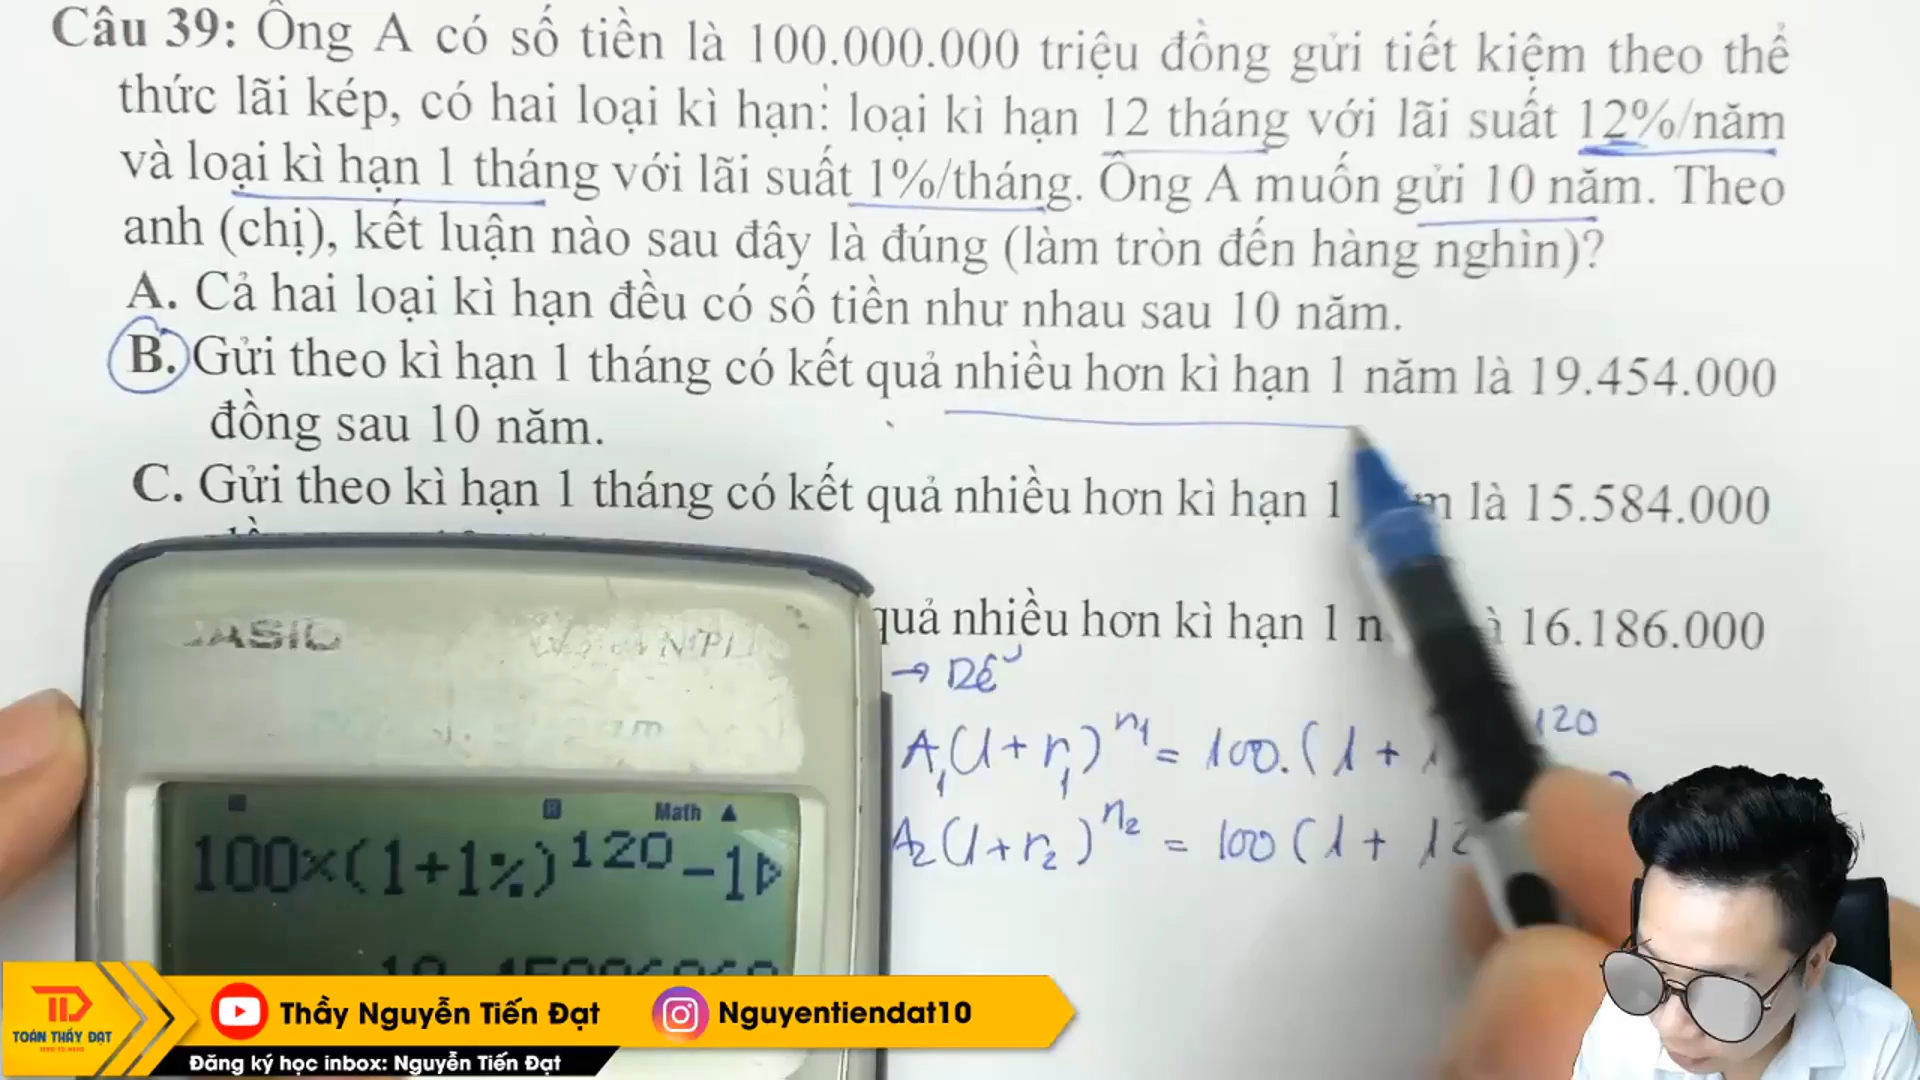 Câu 39: Ông A có số tiền là 100.000.000 triệu đồng gửi tiết kiệm theo thể
thức lãi kép, có hai loại kì hạn: loại kì hạn 12 tháng với lãi suất 12%/năm
và loại kì hạn 1 tháng với lãi suất 1%/tháng. Ông A muốn gửi 10 năm. Theo
anh (chị), kết luận nào sau đây là đúng (làm tròn đến hàng nghìn)?
A. Cả hai loại kì hạn đều có số tiền như nhau sau 10 năm.
B. Gửi theo kì hạn 1 tháng có kết quả nhiều hơn kì hạn 1 năm là 19.454.000
đồng sau 10 năm.
C. Gửi theo kì hạn 1 tháng có kết quả nhiều hơn kì hạn 1 là 15.584.000
quả nhiều hơn kì hạn 1 n 16.186.000
→ Dễ
A₁(1+r₁)^n₁ = 100.(1 + 1 120
A₂(1+r₂)^n₂ = 100(1 + 12
CASIO
Math ▲
100×(1+1%)^120-1▷
TOÁN THẦY ĐẠT
Thầy Nguyễn Tiến Đạt
Nguyentiendat10
Đăng ký học inbox: Nguyễn Tiến Đạt